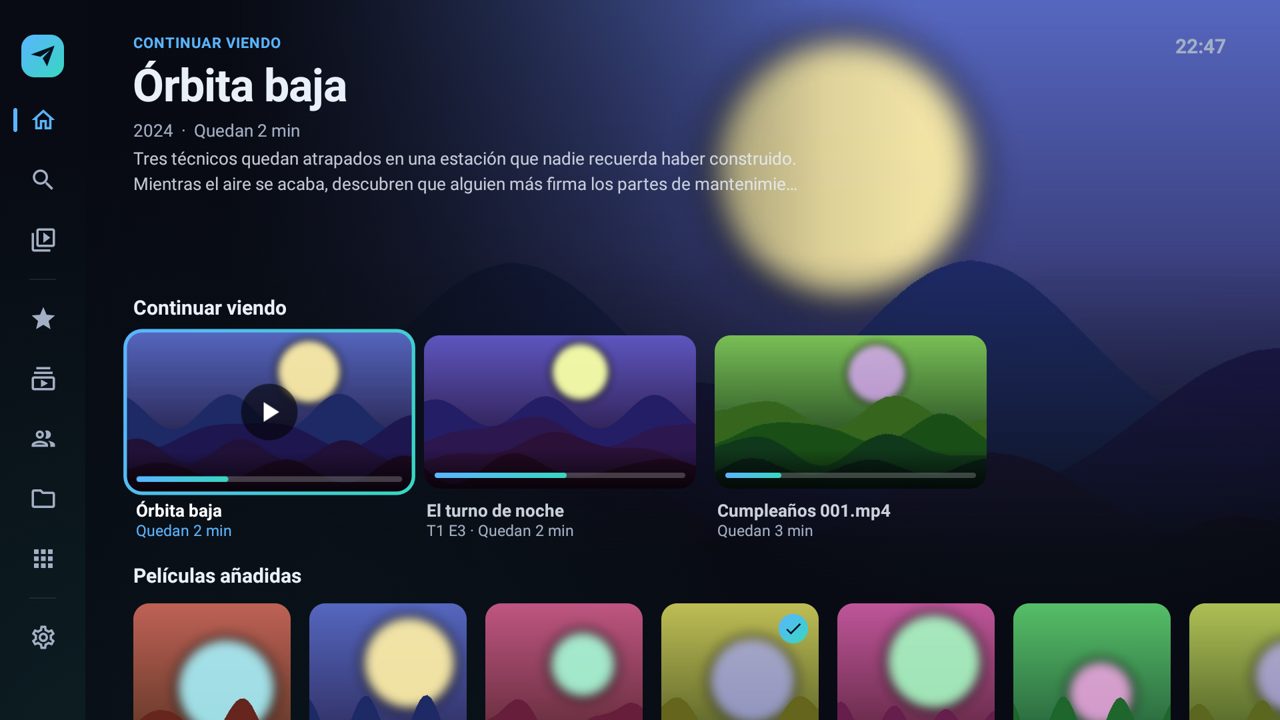 CONTINUAR VIENDO
22:47
Órbita baja
2024 · Quedan 2 min
Tres técnicos quedan atrapados en una estación que nadie recuerda haber construido.
Mientras el aire se acaba, descubren que alguien más firma los partes de mantenimie…
Continuar viendo
Órbita baja
Quedan 2 min
El turno de noche
T1 E3 · Quedan 2 min
Cumpleaños 001.mp4
Quedan 3 min
Películas añadidas